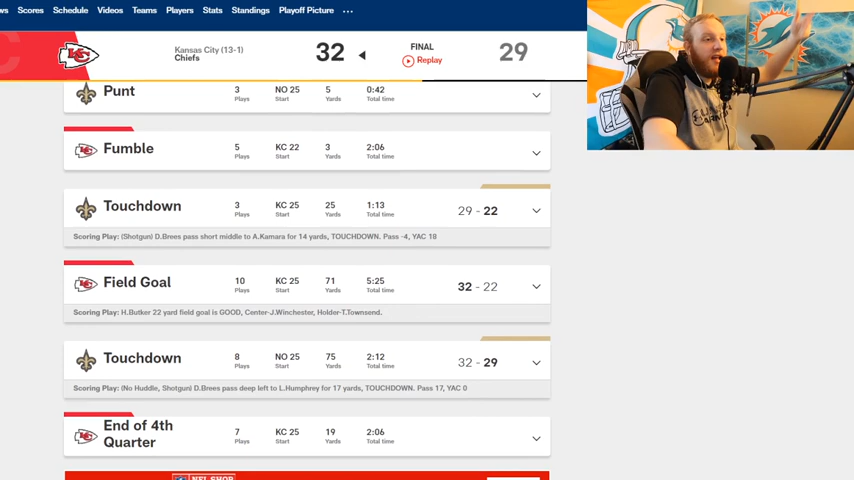 ws Scores Schedule Videos Teams Players Stats Standings Playoff Picture ...
Kansas City (13-1)
Chiefs
32
FINAL
Replay
29
Punt
3 NO 25 5 0:42
Plays Start Yards Total time
Fumble
5 KC 22 3 2:06
Plays Start Yards Total time
Touchdown
3 KC 25 25 1:13
Plays Start Yards Total time
29 - 22
Scoring Play: (Shotgun) D.Brees pass short middle to A.Kamara for 14 yards, TOUCHDOWN. Pass -4, YAC 18
Field Goal
10 KC 25 71 5:25
Plays Start Yards Total time
32 - 22
Scoring Play: H.Butker 22 yard field goal is GOOD, Center-J.Winchester, Holder-T.Townsend.
Touchdown
8 NO 25 75 2:12
Plays Start Yards Total time
32 - 29
Scoring Play: (No Huddle, Shotgun) D.Brees pass deep left to L.Humphrey for 17 yards, TOUCHDOWN. Pass 17, YAC 0
End of 4th
Quarter
7 KC 25 19 2:06
Plays Start Yards Total time
NFL SHOP